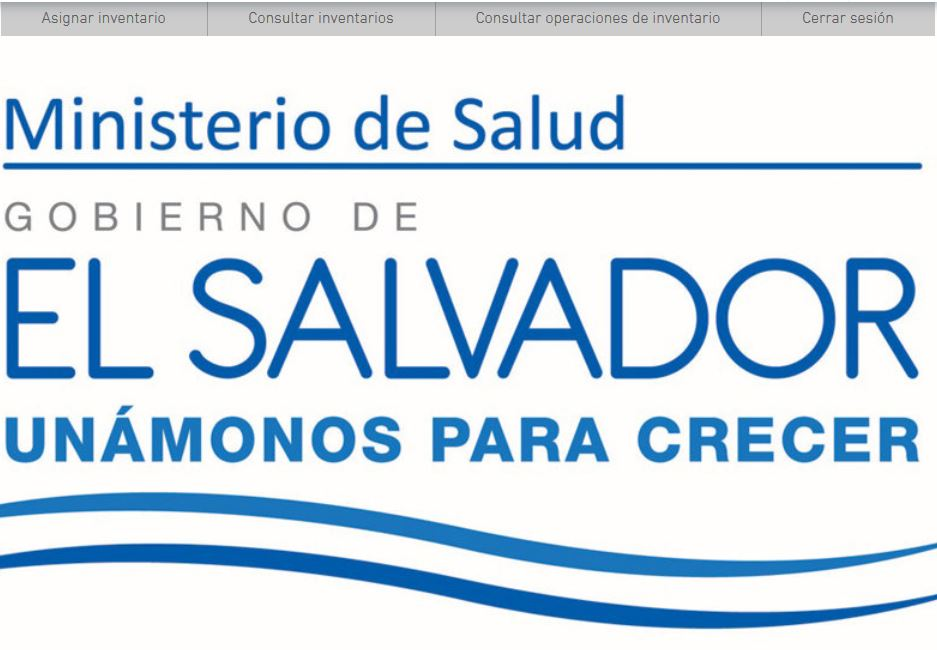 Asignar inventario Consultar inventarios Consultar operaciones de inventario Cerrar sesión
Ministerio de Salud
GOBIERNO DE
EL SALVADOR
UNÁMONOS PARA CRECER